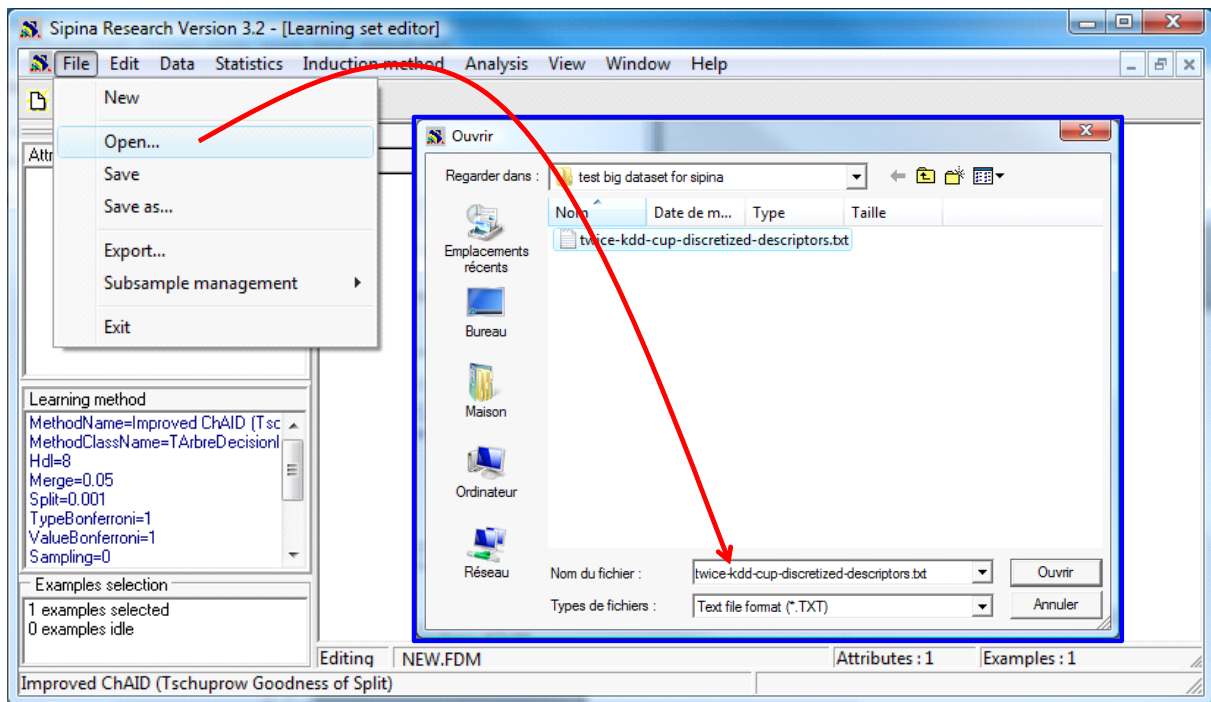 Sipina Research Version 3.2 - [Learning set editor]
File Edit Data Statistics Induction method Analysis View Window Help
New
Open...
Save
Save as...
Export...
Subsample management
Exit
Attr
Ouvrir
Regarder dans : test big dataset for sipina
Nom Date de m... Type Taille
twice-kdd-cup-discretized-descriptors.txt
Emplacements
récents
Bureau
Maison
Ordinateur
Réseau
Nom du fichier : twice-kdd-cup-discretized-descriptors.txt Ouvrir
Types de fichiers : Text file format (*.TXT) Annuler
Learning method
MethodName=Improved ChAID (Tsc
MethodClassName=TArbreDecisionI
Hdl=8
Merge=0.05
Split=0.001
TypeBonferroni=1
ValueBonferroni=1
Sampling=0
Examples selection
1 examples selected
0 examples idle
Editing NEW.FDM Attributes : 1 Examples : 1
Improved ChAID (Tschuprow Goodness of Split)